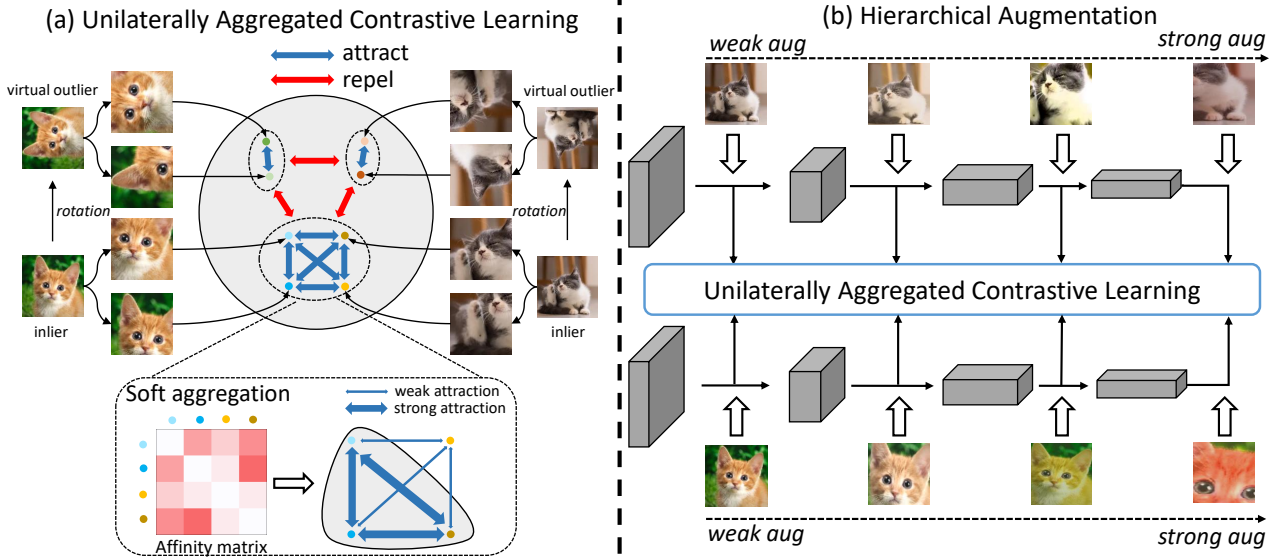 (a) Unilaterally Aggregated Contrastive Learning
attract
repel
virtual outlier
virtual outlier
rotation
rotation
inlier
inlier
Soft aggregation
weak attraction
strong attraction
Affinity matrix
(b) Hierarchical Augmentation
weak aug
strong aug
Unilaterally Aggregated Contrastive Learning
weak aug
strong aug